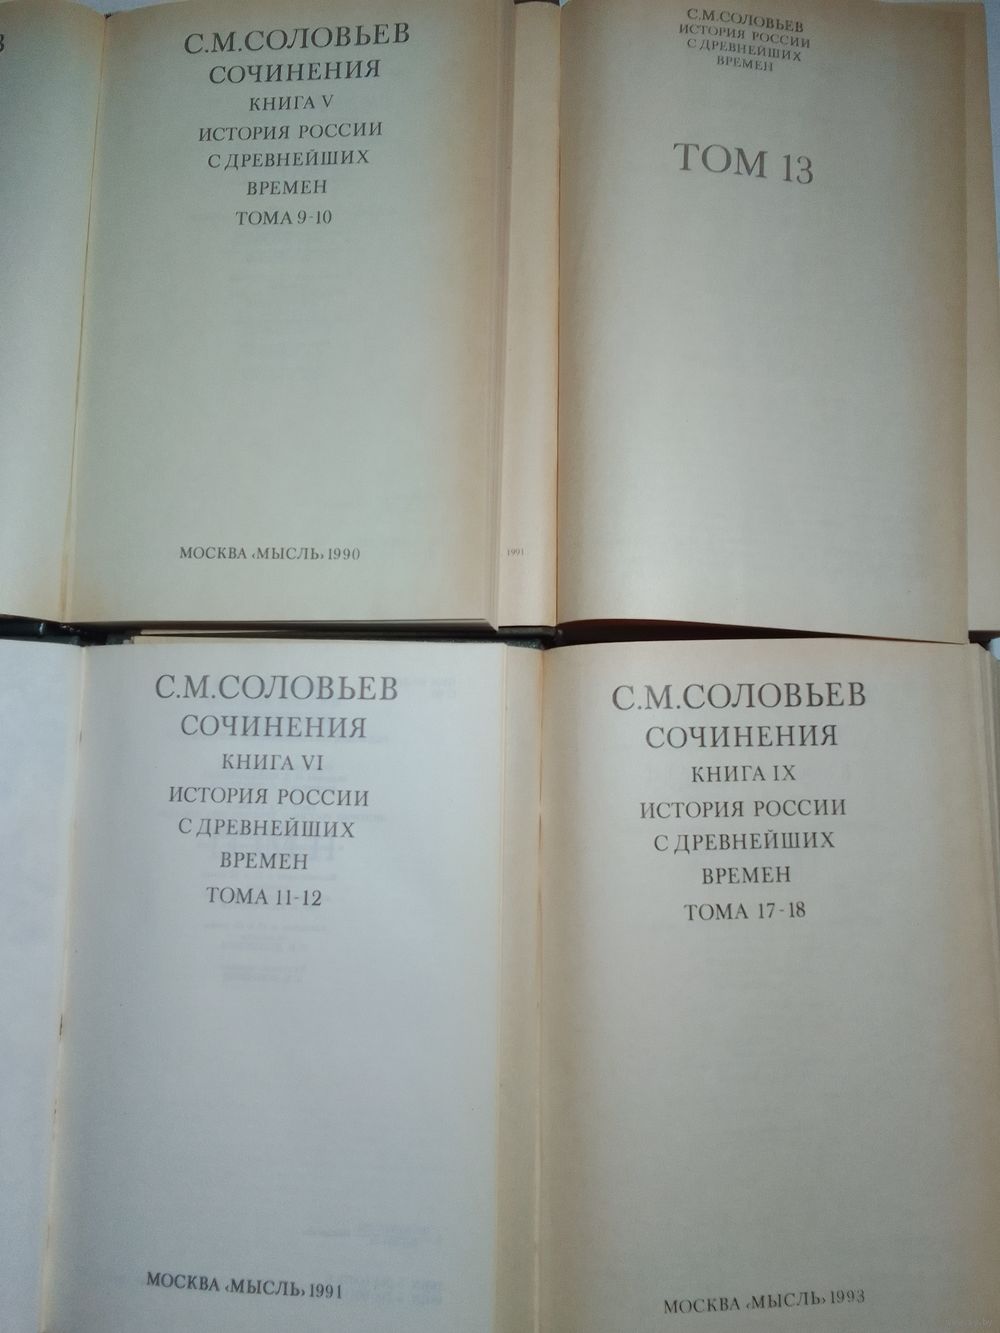 С.М.СОЛОВЬЕВ
СОЧИНЕНИЯ
КНИГА V
ИСТОРИЯ РОССИИ
С ДРЕВНЕЙШИХ
ВРЕМЕН
ТОМА 9-10
МОСКВА «МЫСЛЬ» 1990
1991
С.М.СОЛОВЬЕВ
ИСТОРИЯ РОССИИ
С ДРЕВНЕЙШИХ
ВРЕМЕН
ТОМ 13
С.М.СОЛОВЬЕВ
СОЧИНЕНИЯ
КНИГА VI
ИСТОРИЯ РОССИИ
С ДРЕВНЕЙШИХ
ВРЕМЕН
ТОМА 11-12
МОСКВА «МЫСЛЬ» 1991
С.М.СОЛОВЬЕВ
СОЧИНЕНИЯ
КНИГА IX
ИСТОРИЯ РОССИИ
С ДРЕВНЕЙШИХ
ВРЕМЕН
ТОМА 17-18
МОСКВА «МЫСЛЬ» 1993